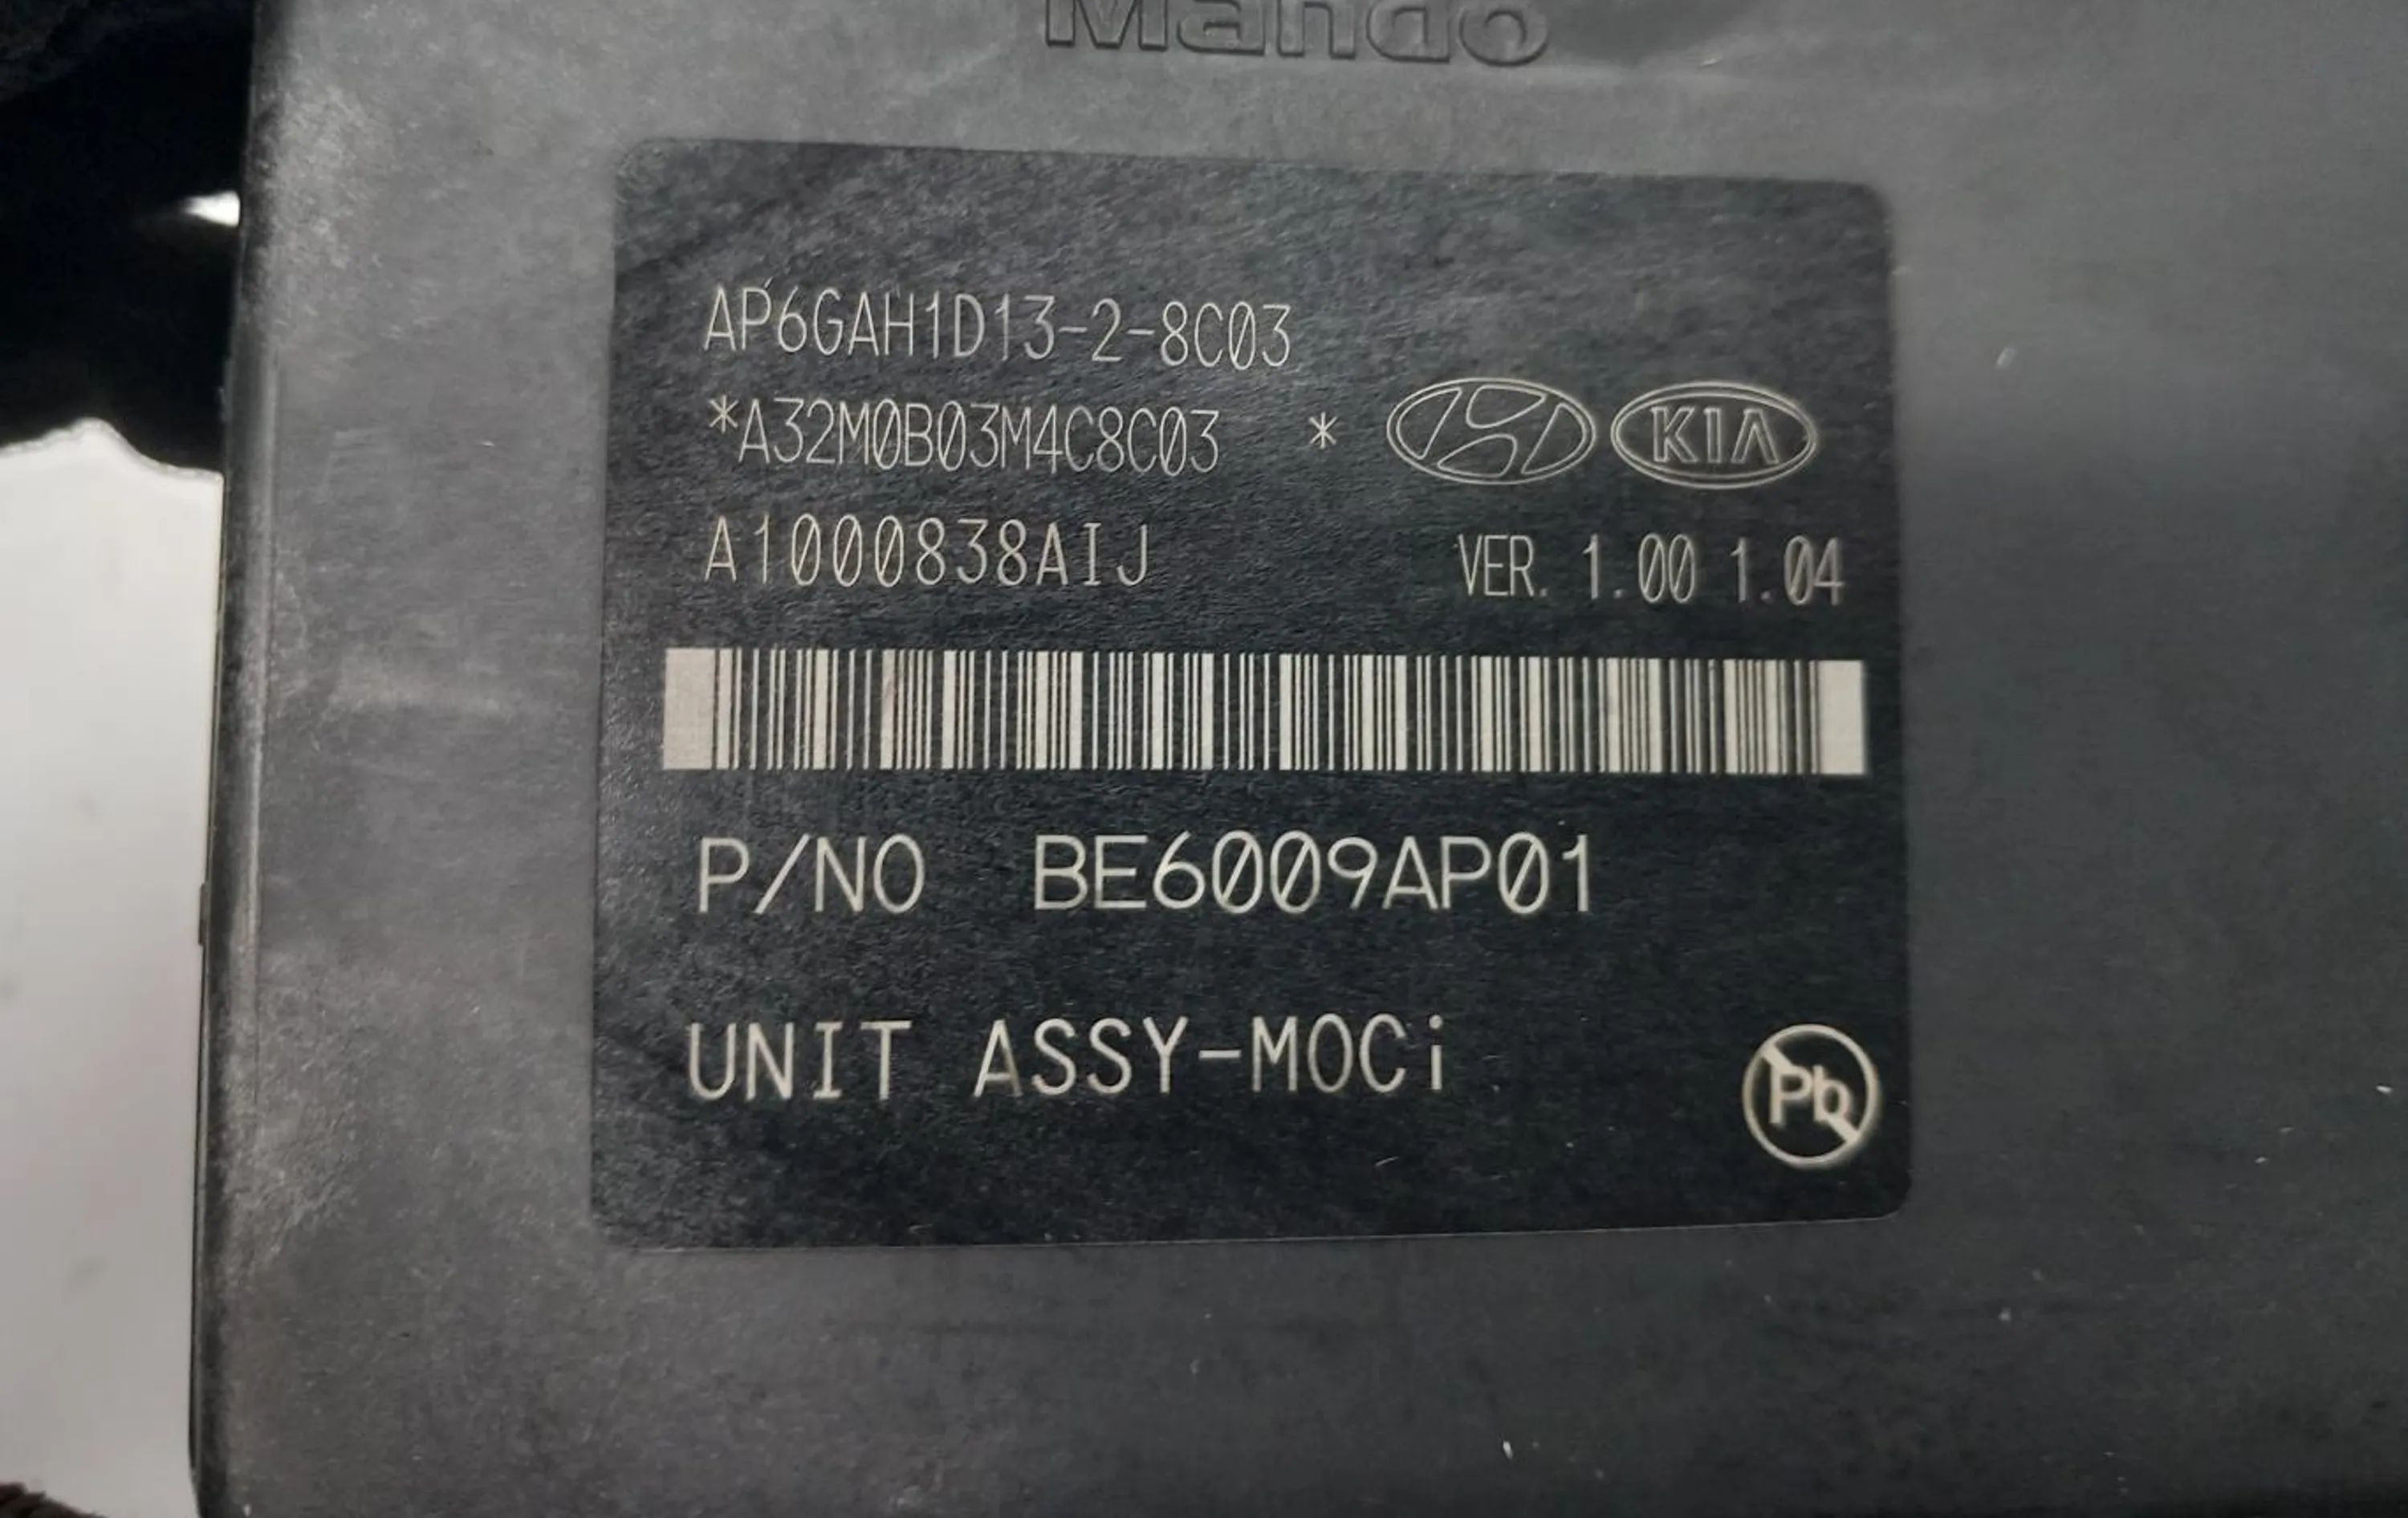 Mando
AP6GAH1D13-2-8C03
*A32M0B03M4C8C03 * KIA
A1000838AIJ VER. 1.00 1.04
P/NO BE6009AP01
UNIT ASSY-MOCi
Pb